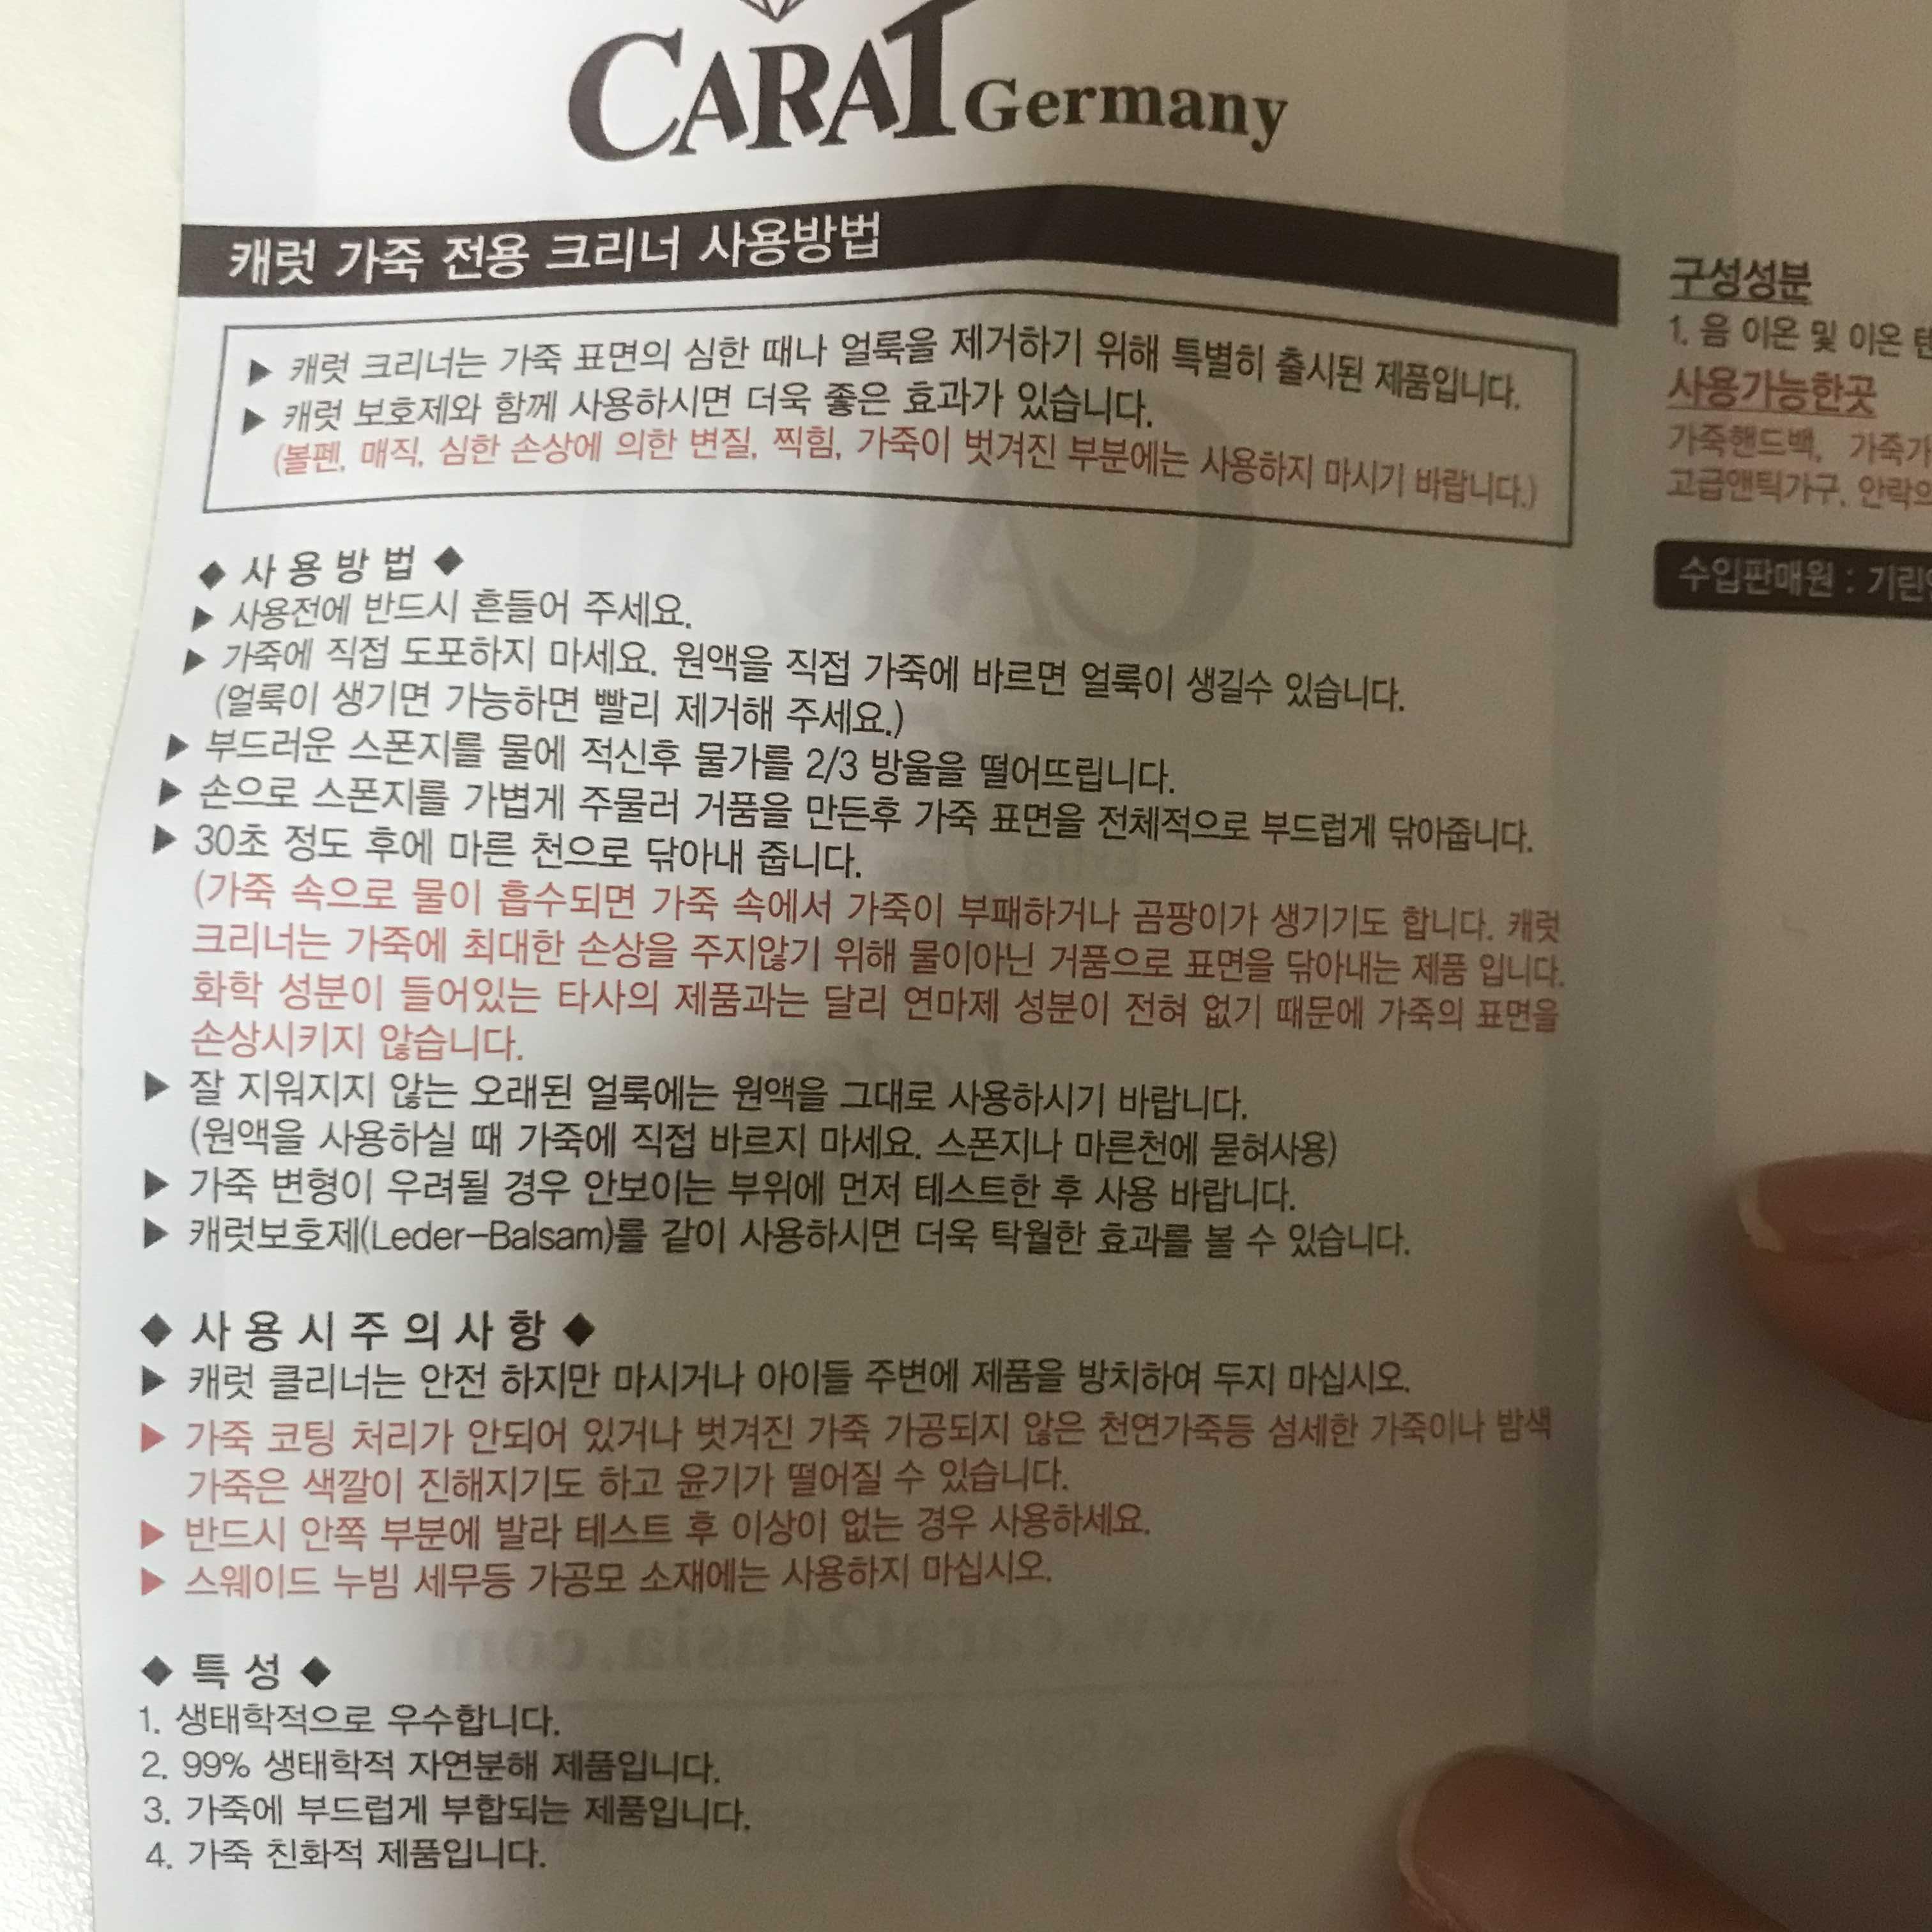 CARAT Germany
캐럿 가죽 전용 크리너 사용방법
▶ 캐럿 크리너는 가죽 표면의 심한 때나 얼룩을 제거하기 위해 특별히 출시된 제품입니다.
▶ 캐럿 보호제와 함께 사용하시면 더욱 좋은 효과가 있습니다.
(볼펜, 매직, 심한 손상에 의한 변질, 찍힘, 가죽이 벗겨진 부분에는 사용하지 마시기 바랍니다.)
◆ 사 용 방 법 ◆
▶ 사용전에 반드시 흔들어 주세요.
▶ 가죽에 직접 도포하지 마세요. 원액을 직접 가죽에 바르면 얼룩이 생길수 있습니다.
(얼룩이 생기면 가능하면 빨리 제거해 주세요.)
▶ 부드러운 스폰지를 물에 적신후 물가를 2/3 방울을 떨어뜨립니다.
▶ 손으로 스폰지를 가볍게 주물러 거품을 만든후 가죽 표면을 전체적으로 부드럽게 닦아줍니다.
▶ 30초 정도 후에 마른 천으로 닦아내 줍니다.
(가죽 속으로 물이 흡수되면 가죽 속에서 가죽이 부패하거나 곰팡이가 생기기도 합니다. 캐럿
크리너는 가죽에 최대한 손상을 주지않기 위해 물이아닌 거품으로 표면을 닦아내는 제품 입니다.
화학 성분이 들어있는 타사의 제품과는 달리 연마제 성분이 전혀 없기 때문에 가죽의 표면을
손상시키지 않습니다.
▶ 잘 지워지지 않는 오래된 얼룩에는 원액을 그대로 사용하시기 바랍니다.
(원액을 사용하실 때 가죽에 직접 바르지 마세요. 스폰지나 마른천에 묻혀사용)
▶ 가죽 변형이 우려될 경우 안보이는 부위에 먼저 테스트한 후 사용 바랍니다.
▶ 캐럿보호제(Leder-Balsam)를 같이 사용하시면 더욱 탁월한 효과를 볼 수 있습니다.
◆ 사 용 시 주 의 사 항 ◆
▶ 캐럿 클리너는 안전 하지만 마시거나 아이들 주변에 제품을 방치하여 두지 마십시오.
▶ 가죽 코팅 처리가 안되어 있거나 벗겨진 가죽 가공되지 않은 천연가죽등 섬세한 가죽이나 밤색
가죽은 색깔이 진해지기도 하고 윤기가 떨어질 수 있습니다.
▶ 반드시 안쪽 부분에 발라 테스트 후 이상이 없는 경우 사용하세요.
▶ 스웨이드 누빔 세무등 가공모 소재에는 사용하지 마십시오.
◆ 특 성 ◆
1. 생태학적으로 우수합니다.
2. 99% 생태학적 자연분해 제품입니다.
3. 가죽에 부드럽게 부합되는 제품입니다.
4. 가죽 친화적 제품입니다.
구성성분
1. 음 이온 및 이온
사용가능한곳
가죽핸드백,
고급앤틱가구,
수입판매원 :